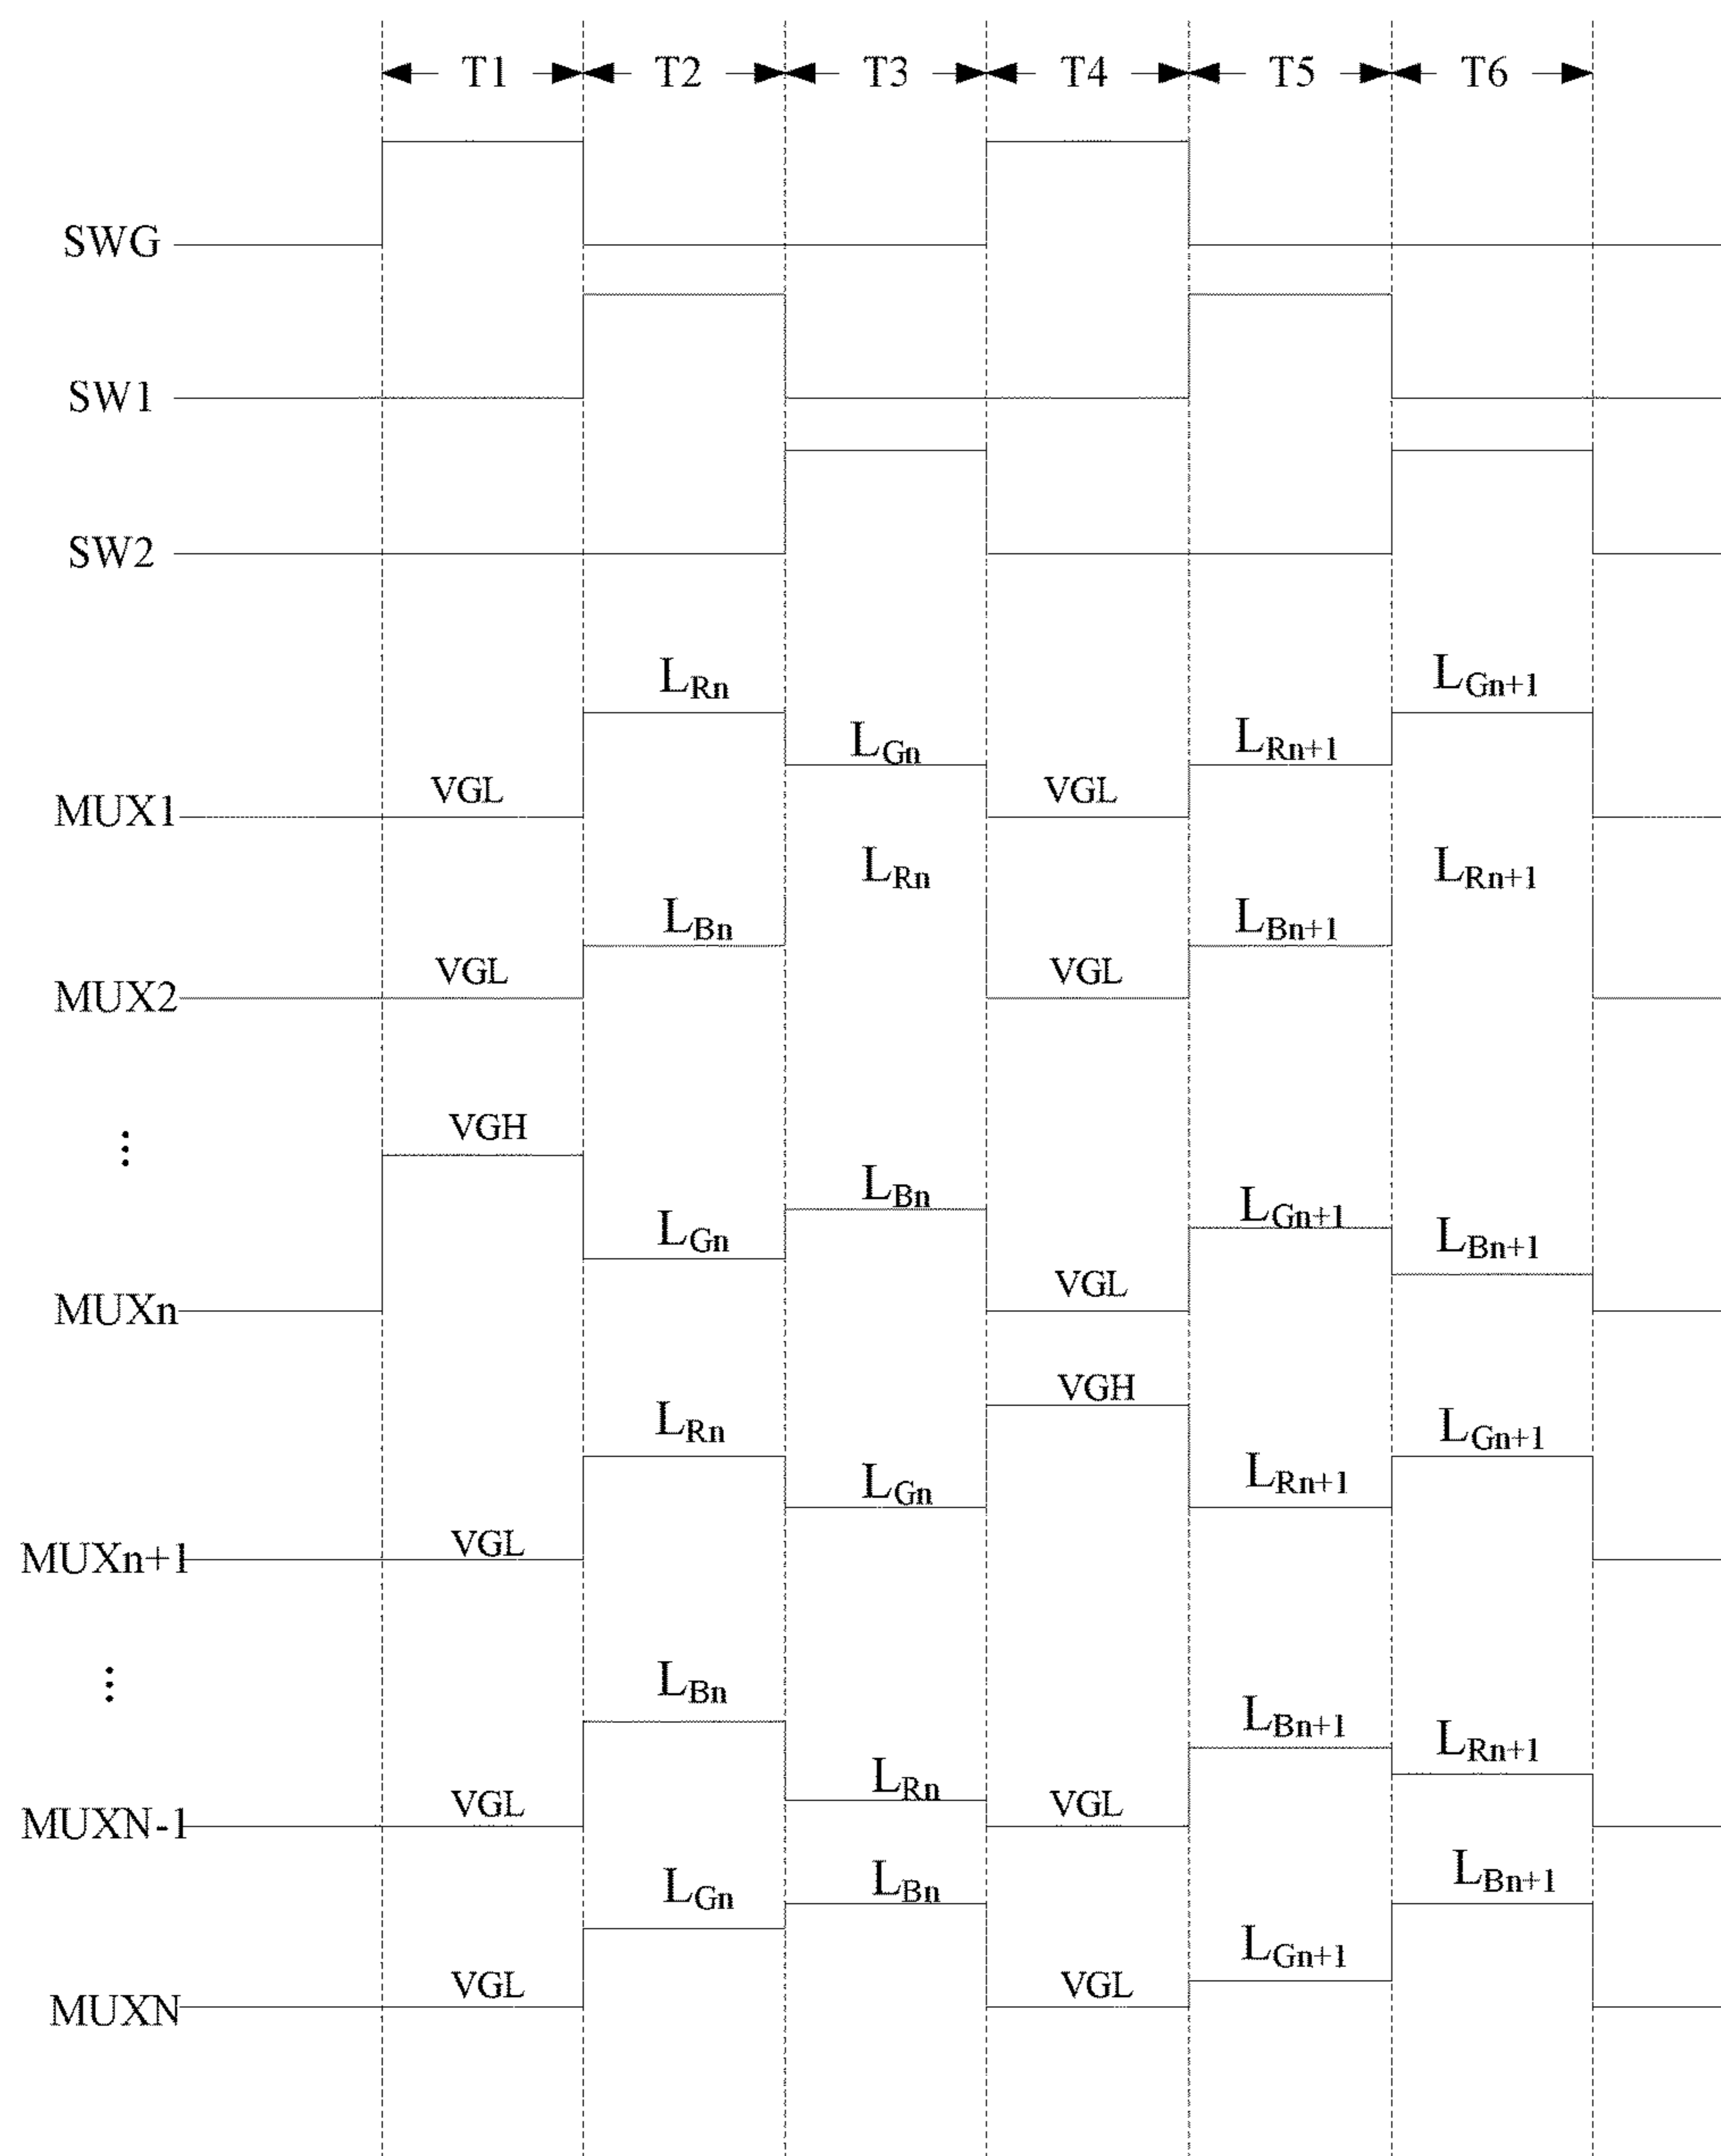 T1 T2 T3 T4 T5 T6
SWG
SW1
SW2
LRn LGn+1
LGn LRn+1
VGL VGL
MUX1
LRn LRn+1
LBn LBn+1
VGL VGL
MUX2
VGH
⋮
LBn
LGn+1
LGn LBn+1
VGL
MUXn
VGH
LRn LGn+1
LGn LRn+1
VGL
MUXn+1
⋮
LBn
LBn+1
LRn+1
LRn
VGL VGL
MUXN-1
LBn+1
LGn LBn
LGn+1
VGL VGL
MUXN